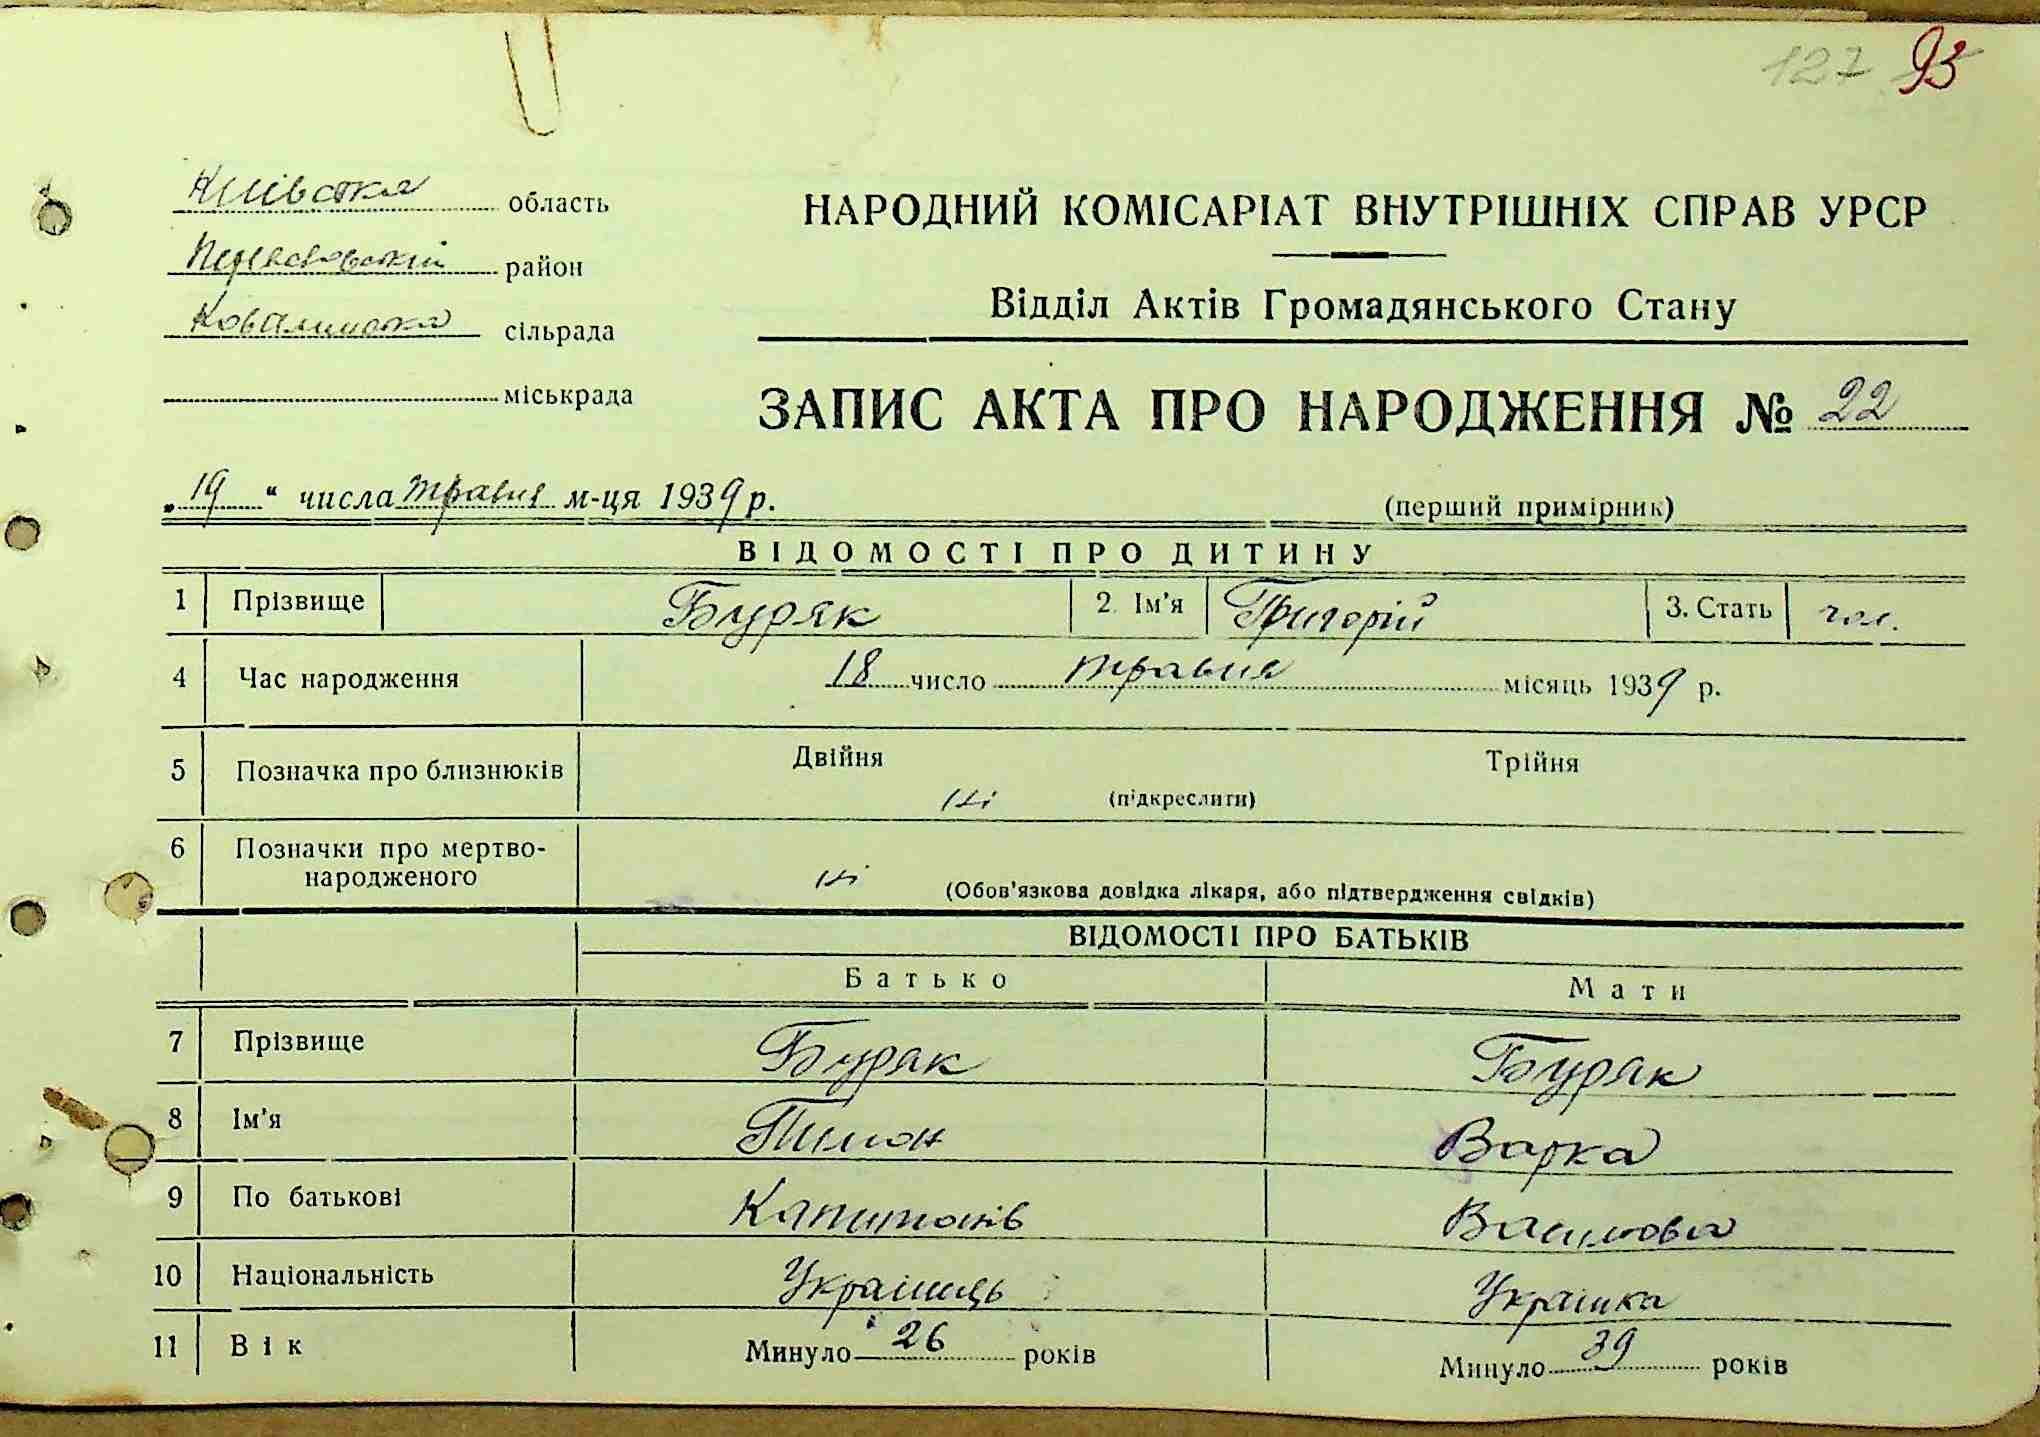 127 93
Київська область
Переяславський район
Ковалинська сільрада
міськрада
НАРОДНИЙ КОМІСАРІАТ ВНУТРІШНІХ СПРАВ УРСР
Відділ Актів Громадянського Стану
ЗАПИС АКТА ПРО НАРОДЖЕННЯ № 22
„19“ числа травня м-ця 1939 р.
(перший примірник)
ВІДОМОСТІ ПРО ДИТИНУ
1 Прізвище Буряк 2. Ім'я Григорій 3. Стать чол.
4 Час народження 18 число травня місяць 1939 р.
5 Позначка про близнюків Двійня Трійня
ні (підкреслити)
6 Позначки про мертво-
народженого ні (Обов'язкова довідка лікаря, або підтвердження свідків)
ВІДОМОСТІ ПРО БАТЬКІВ
Батько Мати
7 Прізвище Буряк Буряк
8 Ім'я Тимон Варка
9 По батькові Капитонів Василова
10 Національність Українець Українка
11 Вік Минуло 26 років Минуло 39 років